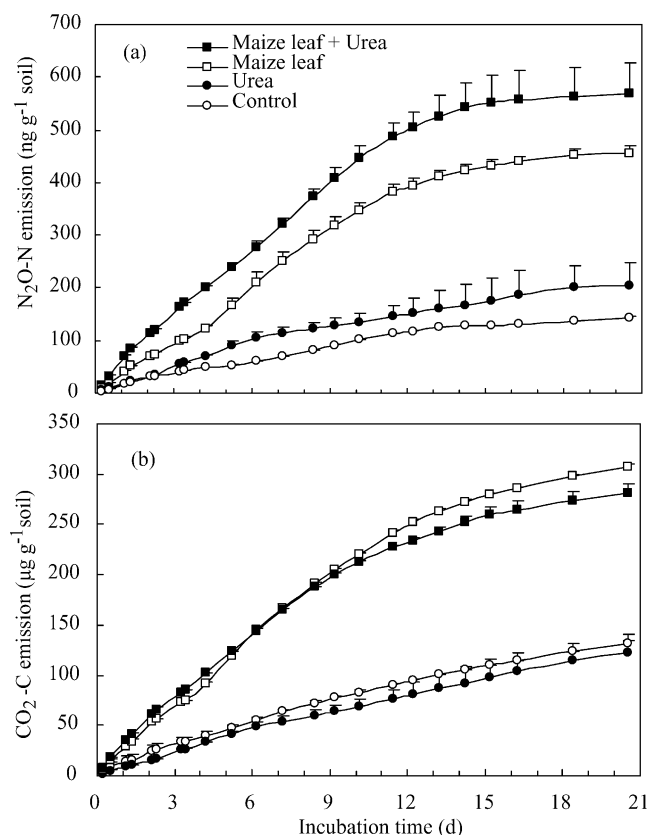 (a)
Maize leaf + Urea
Maize leaf
Urea
Control
N₂O-N emission (ng g⁻¹ soil)
700
600
500
400
300
200
100
0
(b)
CO₂-C emission (µg g⁻¹ soil)
350
300
250
200
150
100
50
0
0 3 6 9 12 15 18 21
Incubation time (d)